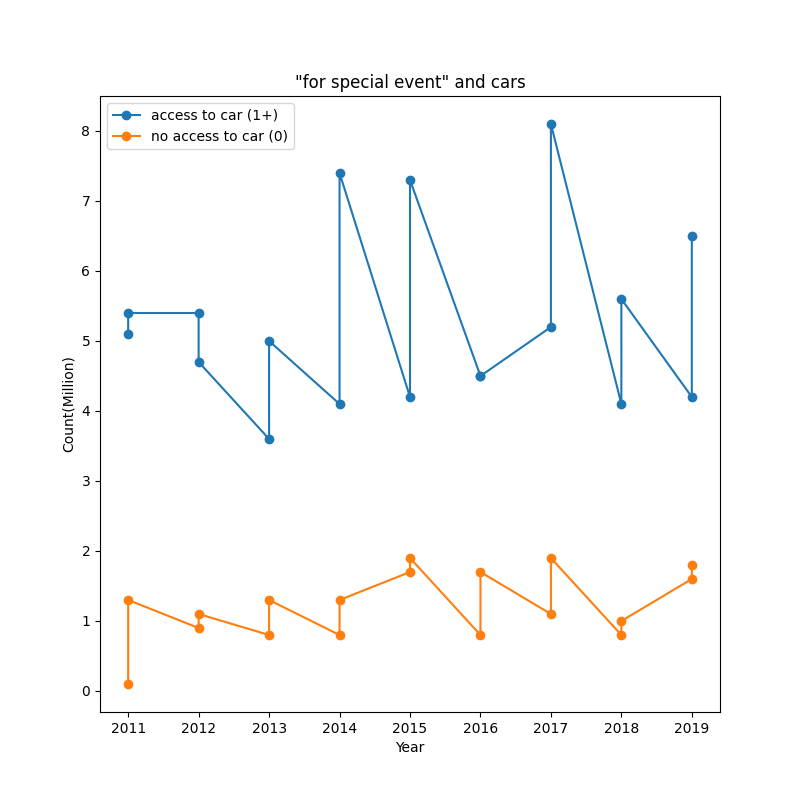 "for special event" and cars
access to car (1+)
no access to car (0)
8
7
6
5
4
3
2
1
0
Count(Million)
2011 2012 2013 2014 2015 2016 2017 2018 2019
Year